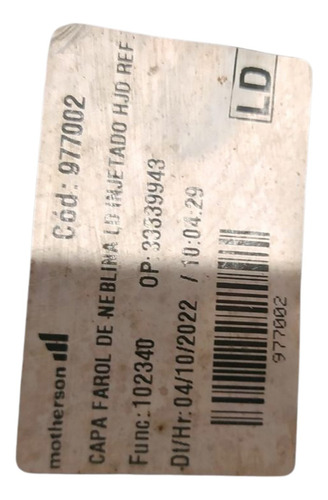 motherson
Cód.: 977002
LD
CAPA FAROL DE NEBLINA LD INJETADO HJD REF:
Func:102340 OP:33339943
Dt/Hr:04/10/2022 /10:04.29
977002